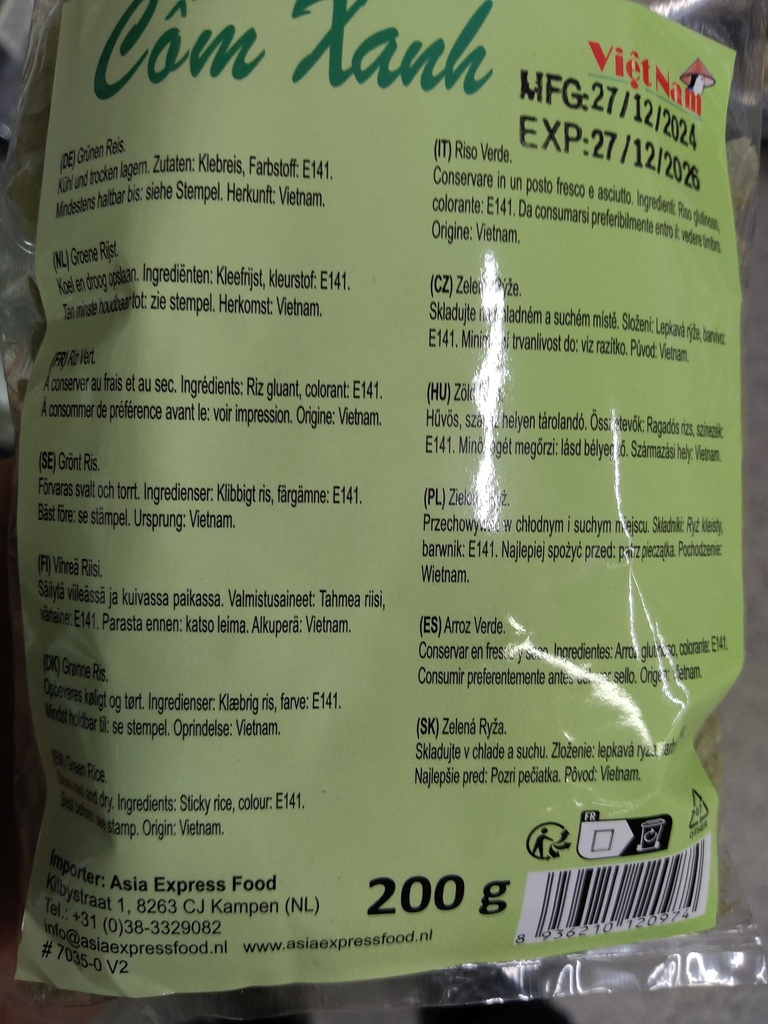 Cốm Xanh
Việt Nam
MFG:27/12/2024
EXP:27/12/2026
(DE) Grünen Reis.
Kühl und trocken lagern. Zutaten: Klebreis, Farbstoff: E141.
Mindestens haltbar bis: siehe Stempel. Herkunft: Vietnam.
(NL) Groene Rijst.
Koel en droog opslaan. Ingrediënten: Kleefrijst, kleurstof: E141.
Ten minste houdbaar tot: zie stempel. Herkomst: Vietnam.
(FR) Riz Vert.
À conserver au frais et au sec. Ingrédients: Riz gluant, colorant: E141.
À consommer de préférence avant le: voir impression. Origine: Vietnam.
(SE) Grönt Ris.
Förvaras svalt och torrt. Ingredienser: Klibbigt ris, färgämne: E141.
Bäst före: se stämpel. Ursprung: Vietnam.
(FI) Vihreä Riisi.
Säilytä viileässä ja kuivassa paikassa. Valmistusaineet: Tahmea riisi,
väriaine: E141. Parasta ennen: katso leima. Alkuperä: Vietnam.
(DK) Grønne Ris.
Opbevares køligt og tørt. Ingredienser: Klæbrig ris, farve: E141.
Mindst holdbar til: se stempel. Oprindelse: Vietnam.
(EN) Green Rice.
and dry. Ingredients: Sticky rice, colour: E141.
Best before: see stamp. Origin: Vietnam.
(IT) Riso Verde.
Conservare in un posto fresco e asciutto. Ingredienti: Riso glutinoso,
colorante: E141. Da consumarsi preferibilmente entro il: vedere timbro.
Origine: Vietnam.
(CZ) Zelená Rýže.
Skladujte na chladném a suchém místě. Složení: Lepkavá rýže, barvivo:
E141. Minimální trvanlivost do: viz razítko. Původ: Vietnam.
(HU)
Hűvös, száraz helyen tárolandó. Összetevők: Ragadós rizs, színezék:
E141. Minőségét megőrzi: lásd bélyegző. Származási hely: Vietnam.
(PL) Zielony Ryż.
Przechowywać w chłodnym i suchym miejscu. Składniki: Ryż kleisty,
barwnik: E141. Najlepiej spożyć przed: patrz pieczątka. Pochodzenie:
Wietnam.
(ES) Arroz Verde.
Conservar en fresco y seco. Ingredientes: Arroz glutinoso, colorante: E141.
Consumir preferentemente antes del: ver sello. Origen: Vietnam.
(SK) Zelená Ryža.
Skladujte v chlade a suchu. Zloženie: lepkavá ryža,
Najlepšie pred: Pozri pečiatka. Pôvod: Vietnam.
Importer: Asia Express Food
Kilbystraat 1, 8263 CJ Kampen (NL)
Tel.: +31 (0)38-3329082
info@asiaexpressfood.nl www.asiaexpressfood.nl
# 7035-0 V2
200 g
FR
8 936210 120974